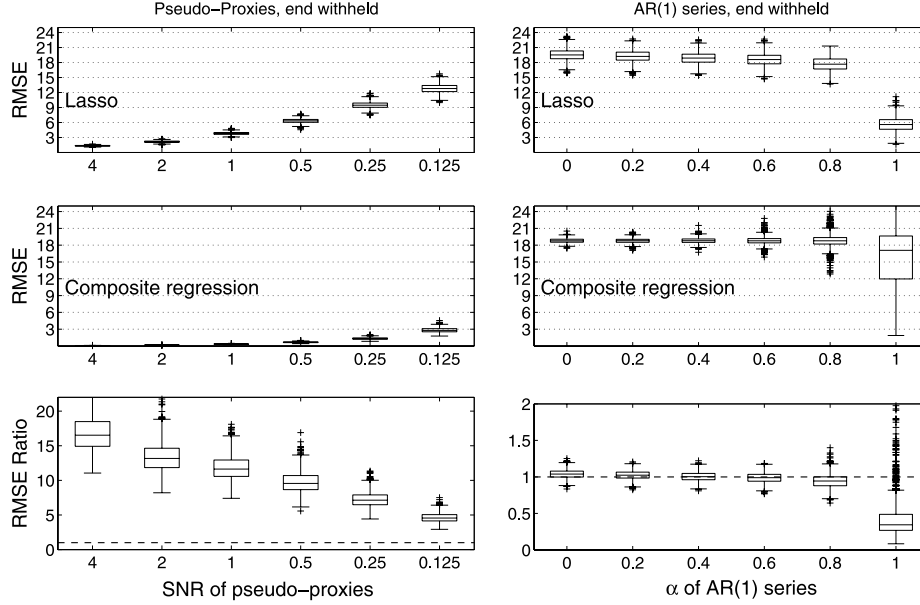 Pseudo−Proxies, end withheld
AR(1) series, end withheld
RMSE
24
21
18
15
12
9
6
3
Lasso
4 2 1 0.5 0.25 0.125
24
21
18
15
12
9
6
3
Lasso
0 0.2 0.4 0.6 0.8 1
RMSE
24
21
18
15
12
9
6
3
Composite regression
4 2 1 0.5 0.25 0.125
24
21
18
15
12
9
6
3
Composite regression
0 0.2 0.4 0.6 0.8 1
RMSE Ratio
20
15
10
5
0
4 2 1 0.5 0.25 0.125
SNR of pseudo−proxies
2
1.5
1
0.5
0
0 0.2 0.4 0.6 0.8 1
α of AR(1) series